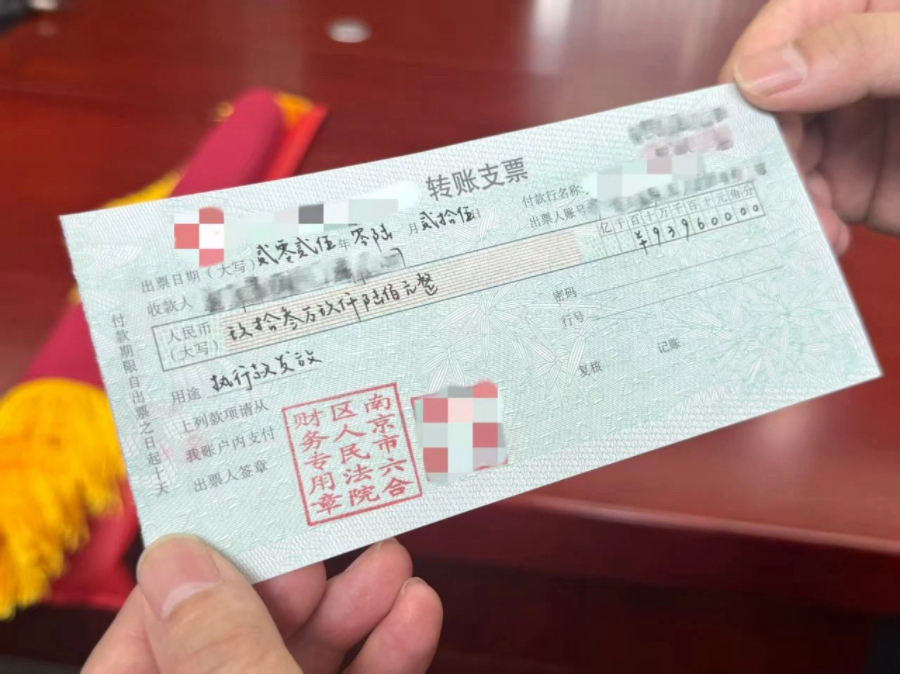 转账支票
出票日期(大写) 贰零贰伍 年 零陆 月 贰拾伍 日
付款行名称:
收款人
出票人账号:
人民币(大写) 玖拾叁万玖仟陆佰元整
亿千百十万千百十元角分
¥93960000
用途 执行款发放
密码
上列款项请从
行号
我账户内支付
出票人签章
复核 记账
付款期限自出票之日起十天
南京市六合
区人民法院
财务专用章